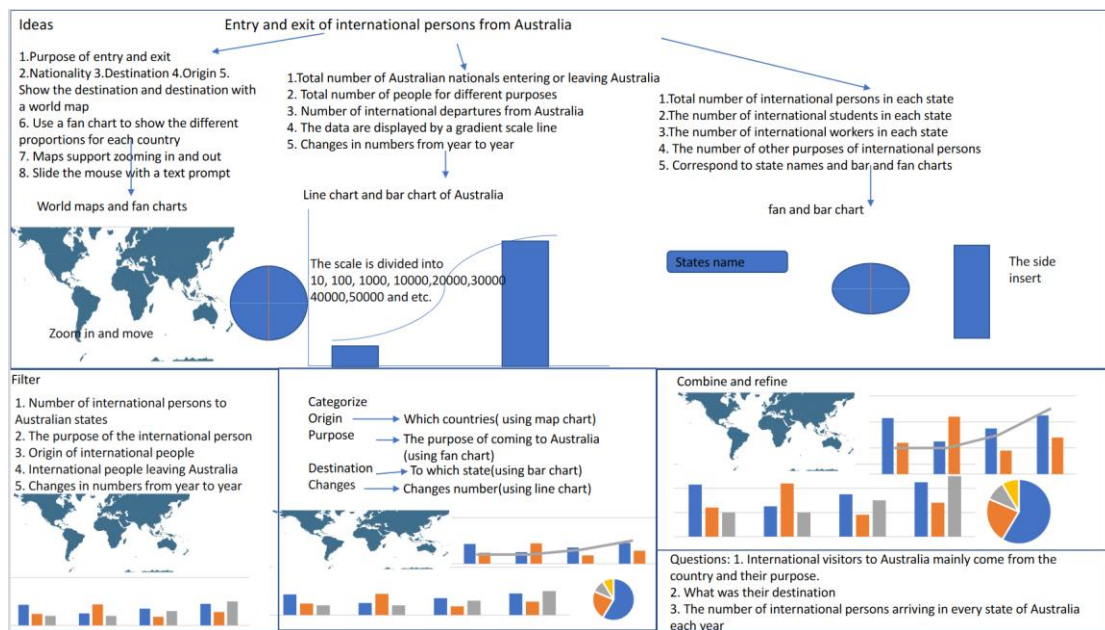 Ideas
Entry and exit of international persons from Australia
1.Purpose of entry and exit
2.Nationality 3.Destination 4.Origin 5.
Show the destination and destination with
a world map
6. Use a fan chart to show the different
proportions for each country
7. Maps support zooming in and out
8. Slide the mouse with a text prompt
World maps and fan charts
Zoom in and move
1.Total number of Australian nationals entering or leaving Australia
2. Total number of people for different purposes
3. Number of international departures from Australia
4. The data are displayed by a gradient scale line
5. Changes in numbers from year to year
Line chart and bar chart of Australia
The scale is divided into
10, 100, 1000, 10000,20000,30000
40000,50000 and etc.
1.Total number of international persons in each state
2.The number of international students in each state
3.The number of international workers in each state
4. The number of other purposes of international persons
5. Correspond to state names and bar and fan charts
fan and bar chart
States name
The side
insert
Filter
1. Number of international persons to
Australian states
2. The purpose of the international person
3. Origin of international people
4. International people leaving Australia
5. Changes in numbers from year to year
Categorize
Origin Which countries( using map chart)
Purpose The purpose of coming to Australia
(using fan chart)
Destination To which state(using bar chart)
Changes Changes number(using line chart)
Combine and refine
Questions: 1. International visitors to Australia mainly come from the
country and their purpose.
2. What was their destination
3. The number of international persons arriving in every state of Australia
each year